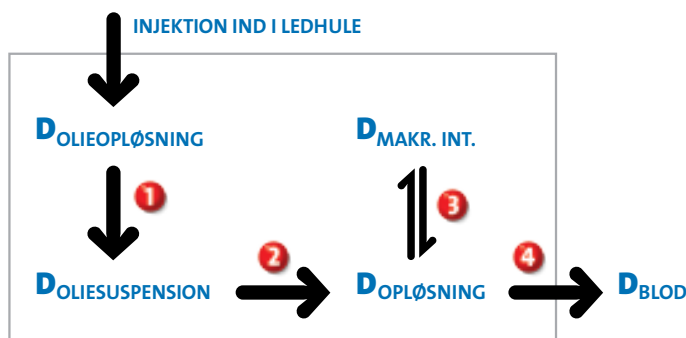 INJEKTION IND I LEDHULE
DOLIEOPLØSNING DMAKR. INT.
1 3
2 4
DOLIESUSPENSION DOPLØSNING DBLOD